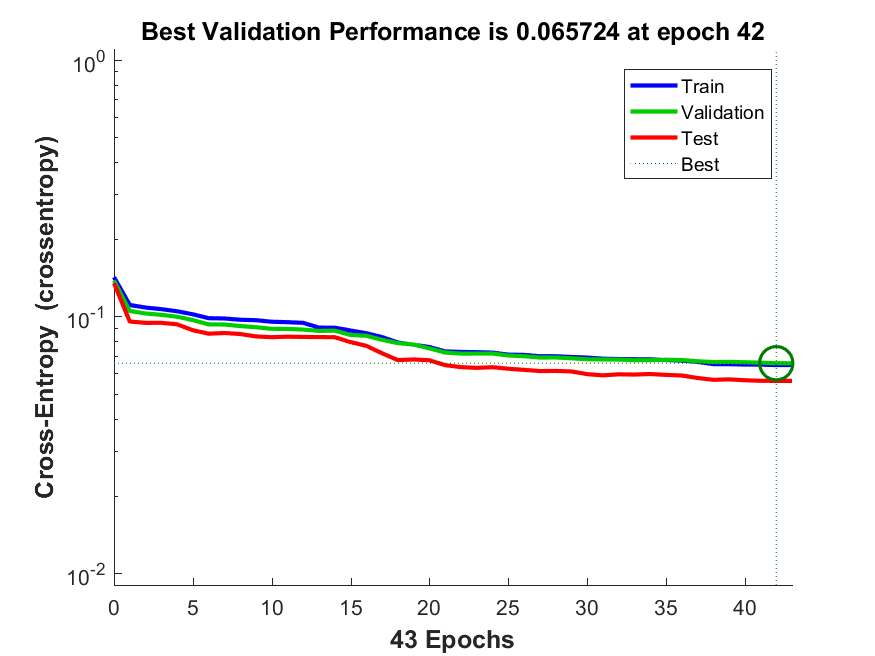 Best Validation Performance is 0.065724 at epoch 42
Cross-Entropy (crossentropy)
10^0
10^-1
10^-2
Train
Validation
Test
Best
0 5 10 15 20 25 30 35 40
43 Epochs